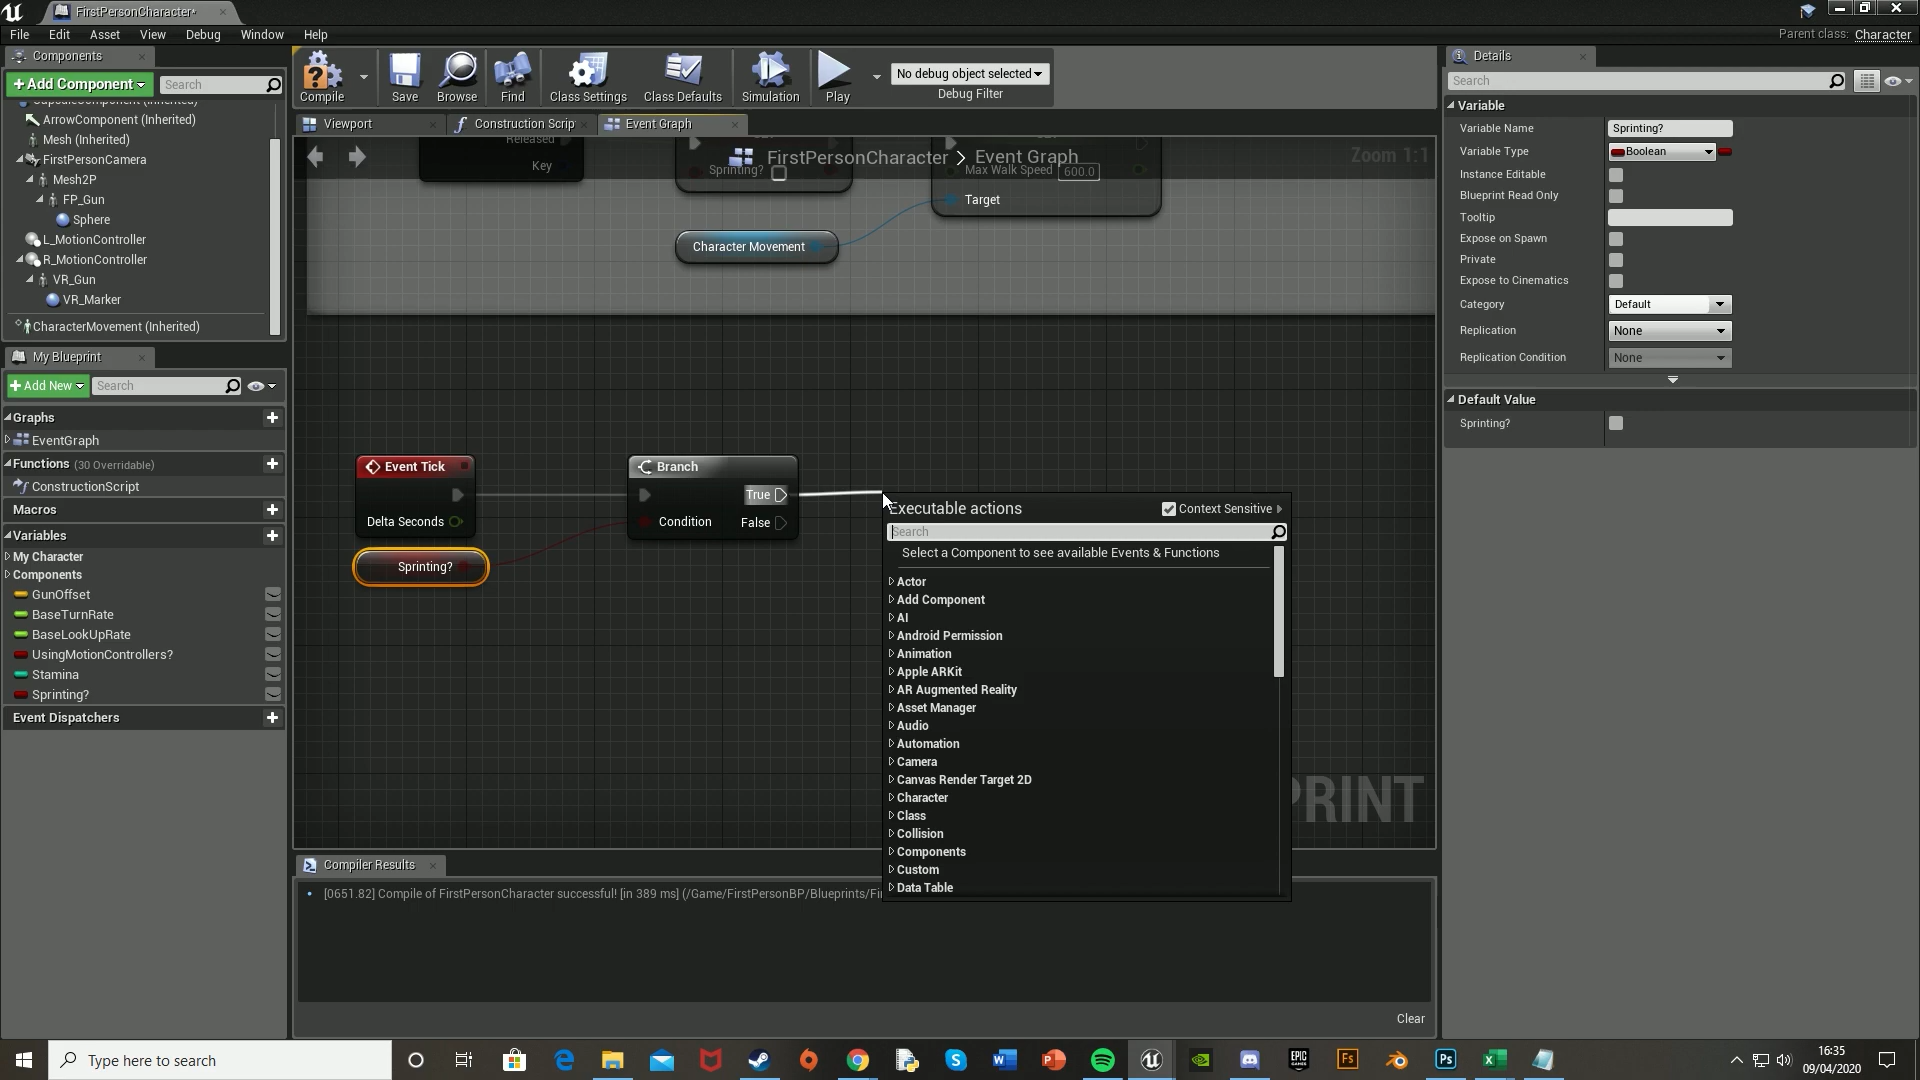 FirstPersonCharacter*
File Edit Asset View Debug Window Help
Parent class: Character
Components
+Add Component
Search
CapsuleComponent (Inherited)
ArrowComponent (Inherited)
Mesh (Inherited)
FirstPersonCamera
Mesh2P
FP_Gun
Sphere
L_MotionController
R_MotionController
VR_Gun
VR_Marker
CharacterMovement (Inherited)
My Blueprint
+Add New
Search
Graphs
EventGraph
Functions (30 Overridable)
ConstructionScript
Macros
Variables
My Character
Components
GunOffset
BaseTurnRate
BaseLookUpRate
UsingMotionControllers?
Stamina
Sprinting?
Event Dispatchers
Compile
Save
Browse
Find
Class Settings
Class Defaults
Simulation
Play
No debug object selected
Debug Filter
Viewport
Construction Scrip
Event Graph
FirstPersonCharacter > Event Graph
Zoom 1:1
Released
Key
Sprinting?
Max Walk Speed 600.0
Target
Character Movement
Event Tick
Delta Seconds
Sprinting?
Branch
True
Condition
False
Executable actions
Context Sensitive
Search
Select a Component to see available Events & Functions
Actor
Add Component
AI
Android Permission
Animation
Apple ARKit
AR Augmented Reality
Asset Manager
Audio
Automation
Camera
Canvas Render Target 2D
Character
Class
Collision
Components
Custom
Data Table
PRINT
Compiler Results
[0651.82] Compile of FirstPersonCharacter successful! [in 389 ms] (/Game/FirstPersonBP/Blueprints/Fi
Clear
Details
Search
Variable
Variable Name Sprinting?
Variable Type Boolean
Instance Editable
Blueprint Read Only
Tooltip
Expose on Spawn
Private
Expose to Cinematics
Category Default
Replication None
Replication Condition None
Default Value
Sprinting?
Type here to search
16:35
09/04/2020